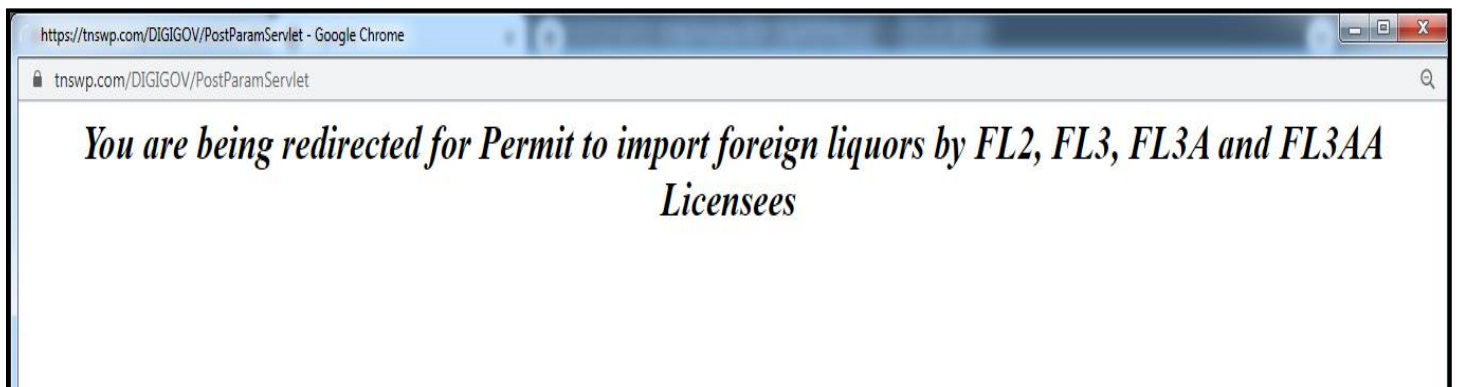 https://tnswp.com/DIGIGOV/PostParamServlet - Google Chrome
tnswp.com/DIGIGOV/PostParamServlet
You are being redirected for Permit to import foreign liquors by FL2, FL3, FL3A and FL3AA
Licensees